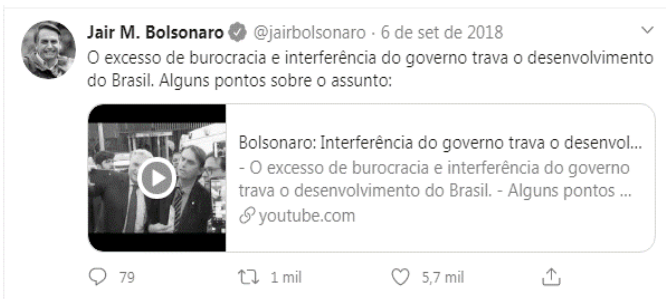 Jair M. Bolsonaro @jairbolsonaro · 6 de set de 2018
O excesso de burocracia e interferência do governo trava o desenvolvimento
do Brasil. Alguns pontos sobre o assunto:
Bolsonaro: Interferência do governo trava o desenvol...
- O excesso de burocracia e interferência do governo
trava o desenvolvimento do Brasil. - Alguns pontos ...
youtube.com
79 1 mil 5,7 mil